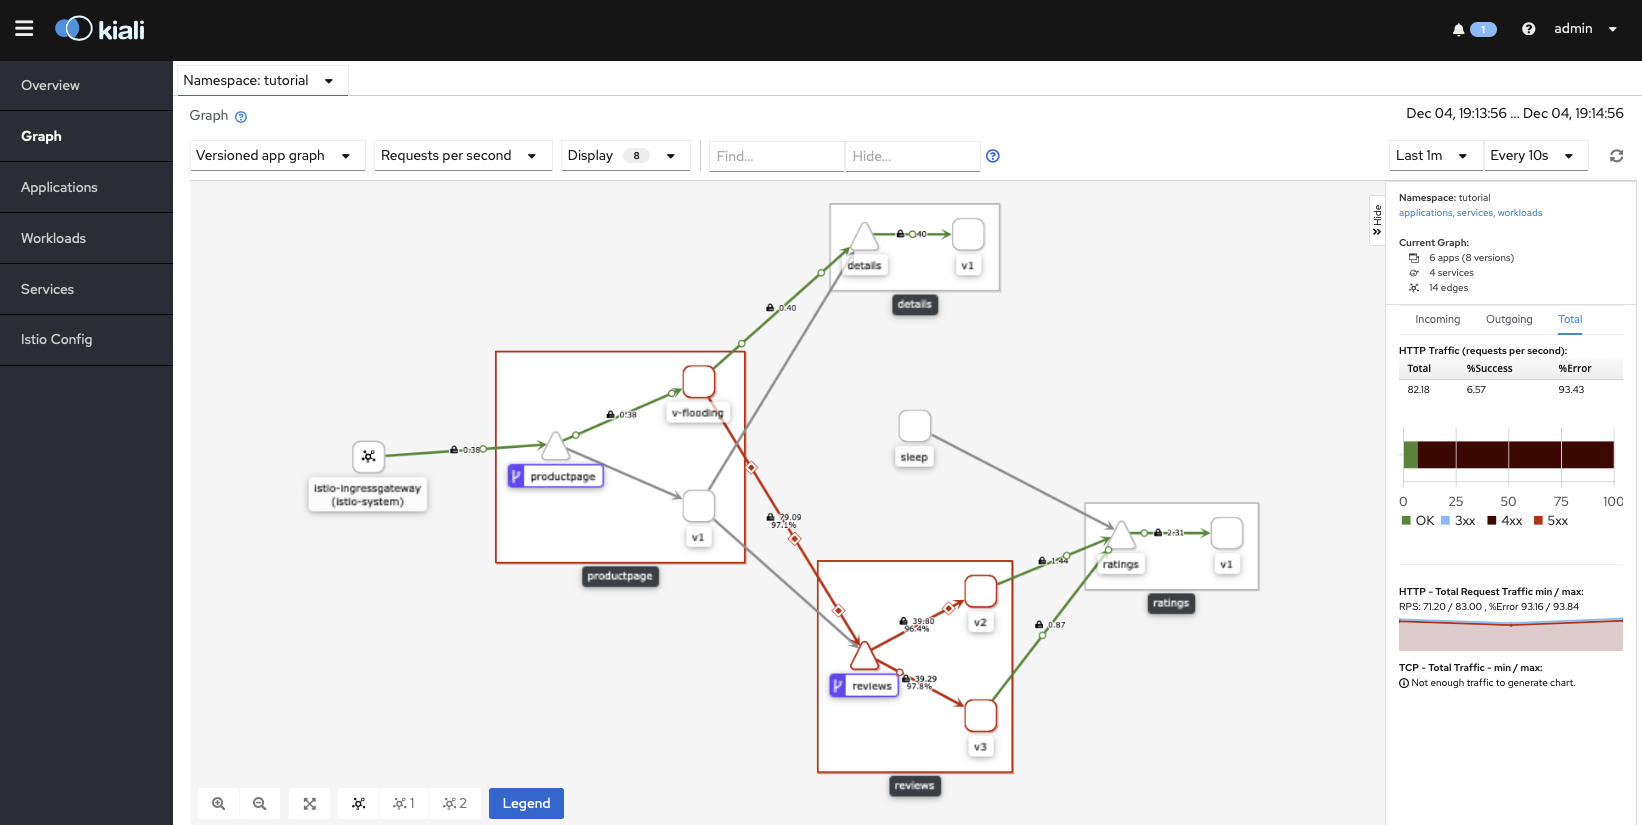 kiali
1
admin
Overview
Graph
Applications
Workloads
Services
Istio Config
Namespace: tutorial
Graph
Dec 04, 19:13:56 ... Dec 04, 19:14:56
Versioned app graph
Requests per second
Display 8
Find...
Hide...
Last 1m
Every 10s
Hide
details
v1
40
details
0.40
v-flooding
0.38
0.38
productpage
istio-ingressgateway
(istio-system)
v1
productpage
79.09
97.1%
sleep
ratings
v1
2.31
ratings
1.44
0.87
v2
39.80
96.4%
reviews
39.29
97.8%
v3
reviews
1
2
Legend
Namespace: tutorial
applications, services, workloads
Current Graph:
6 apps (8 versions)
4 services
14 edges
Incoming
Outgoing
Total
HTTP Traffic (requests per second):
Total %Success %Error
82.18 6.57 93.43
0 25 50 75 100
OK 3xx 4xx 5xx
HTTP - Total Request Traffic min / max:
RPS: 71.20 / 83.00 , %Error 93.16 / 93.84
TCP - Total Traffic - min / max:
Not enough traffic to generate chart.